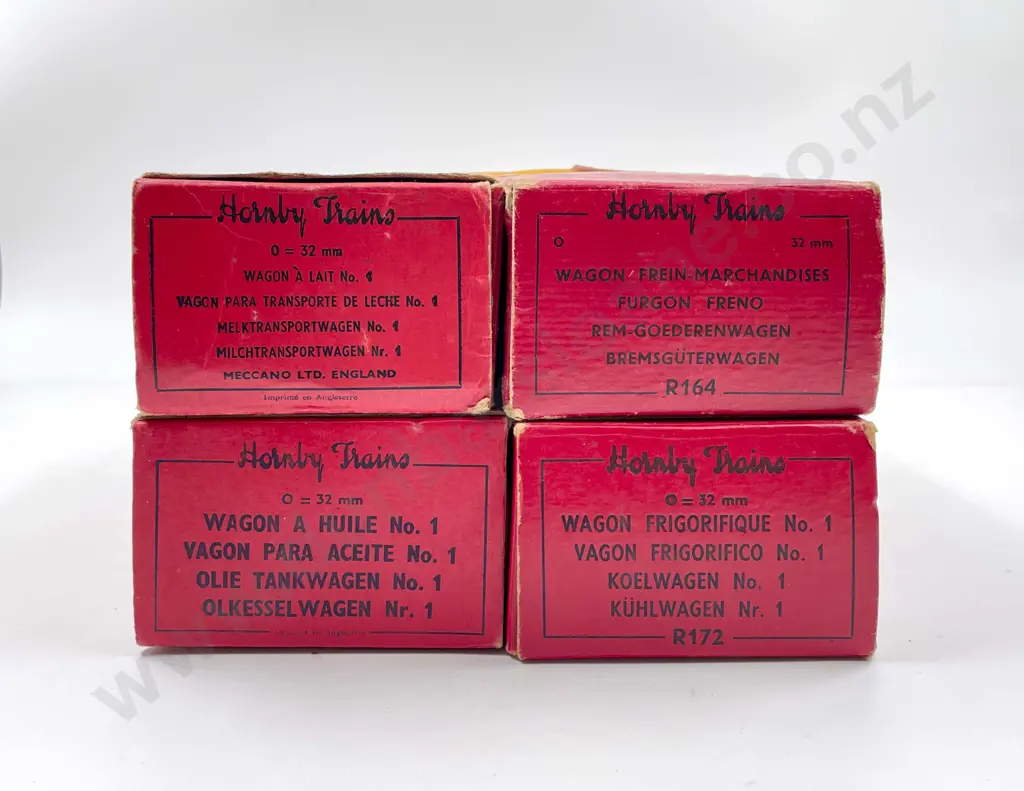 Hornby Trains
O = 32 mm
WAGON À LAIT No. 1
VAGON PARA TRANSPORTE DE LECHE No. 1
MELKTRANSPORTWAGEN No. 1
MILCHTRANSPORTWAGEN Nr. 1
MECCANO LTD. ENGLAND
Imprimé en Angleterre
Hornby Trains
O 32 mm
WAGON FREIN-MARCHANDISES
FURGON FRENO
REM-GOEDERENWAGEN
BREMSGÜTERWAGEN
R164
Hornby Trains
O = 32 mm
WAGON A HUILE No. 1
VAGON PARA ACEITE No. 1
OLIE TANKWAGEN No. 1
OLKESSELWAGEN Nr. 1
Imprimé en Angleterre
Hornby Trains
O = 32 mm
WAGON FRIGORIFIQUE No. 1
VAGON FRIGORIFICO No. 1
KOELWAGEN No. 1
KÜHLWAGEN Nr. 1
R172